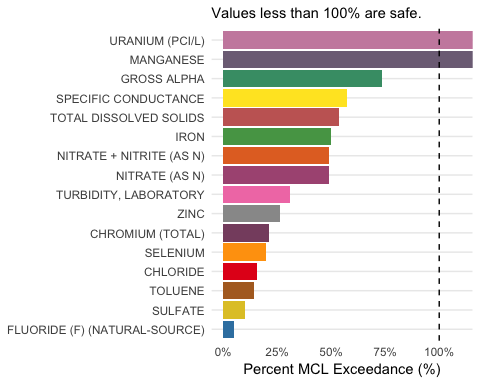 Values less than 100% are safe.
URANIUM (PCI/L)
MANGANESE
GROSS ALPHA
SPECIFIC CONDUCTANCE
TOTAL DISSOLVED SOLIDS
IRON
NITRATE + NITRITE (AS N)
NITRATE (AS N)
TURBIDITY, LABORATORY
ZINC
CHROMIUM (TOTAL)
SELENIUM
CHLORIDE
TOLUENE
SULFATE
FLUORIDE (F) (NATURAL-SOURCE)
0% 25% 50% 75% 100%
Percent MCL Exceedance (%)